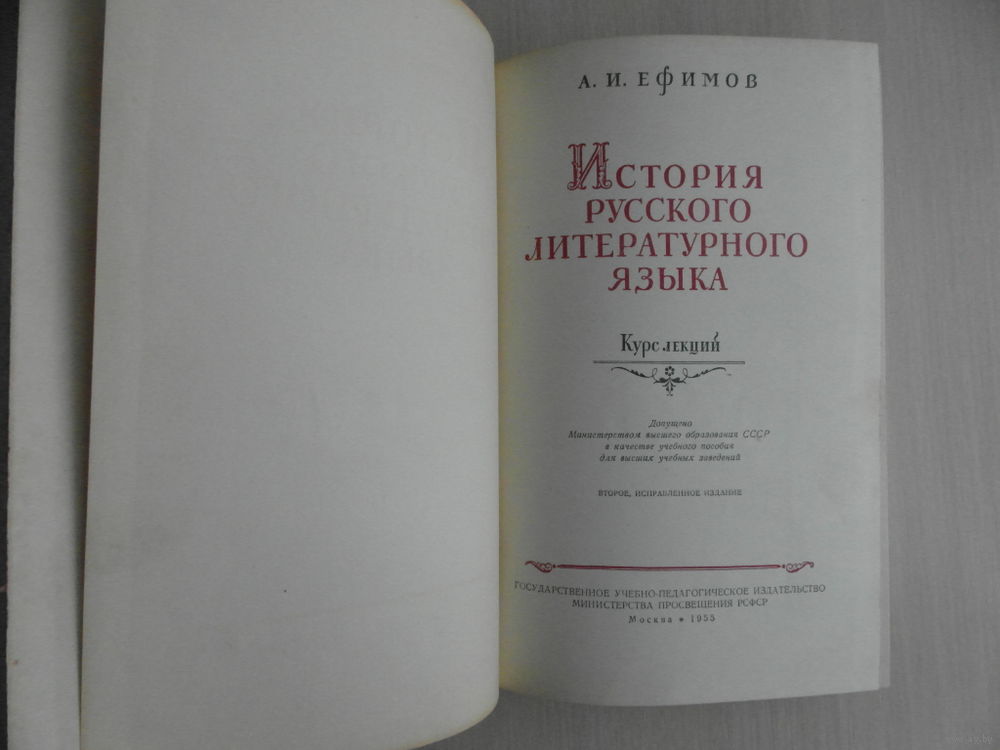 А. И. ЕФИМОВ
ИСТОРИЯ
РУССКОГО
ЛИТЕРАТУРНОГО
ЯЗЫКА
Курс лекций
Допущено
Министерством высшего образования СССР
в качестве учебного пособия
для высших учебных заведений
ВТОРОЕ, ИСПРАВЛЕННОЕ ИЗДАНИЕ
ГОСУДАРСТВЕННОЕ УЧЕБНО-ПЕДАГОГИЧЕСКОЕ ИЗДАТЕЛЬСТВО
МИНИСТЕРСТВА ПРОСВЕЩЕНИЯ РСФСР
Москва * 1955